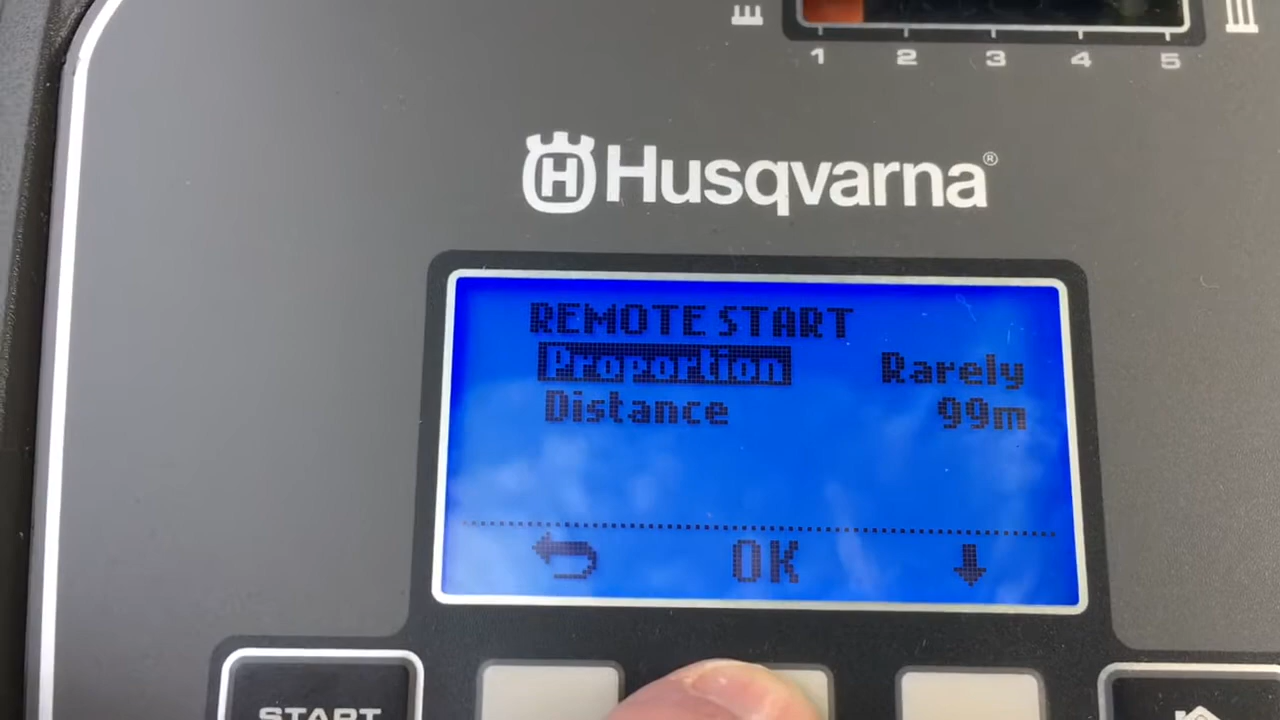 1 2 3 4 5
H Husqvarna®
REMOTE START
Proportion Rarely
Distance 99m
OK
START